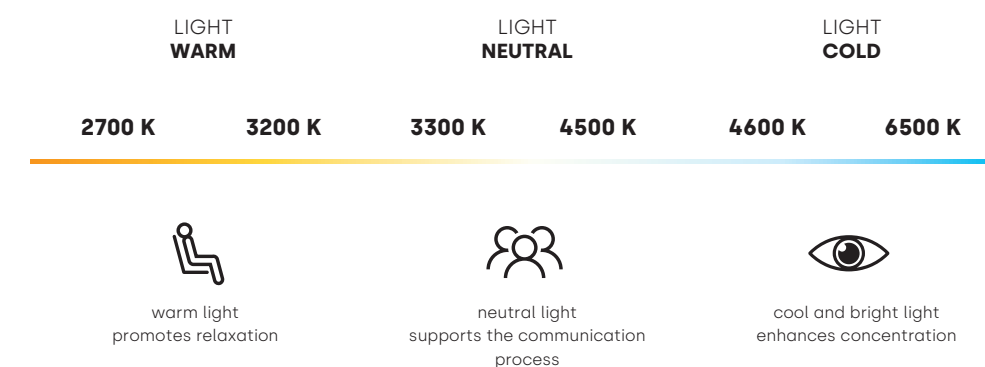 LIGHT
WARM
LIGHT
NEUTRAL
LIGHT
COLD
2700 K
3200 K
3300 K
4500 K
4600 K
6500 K
warm light
promotes relaxation
neutral light
supports the communication
process
cool and bright light
enhances concentration